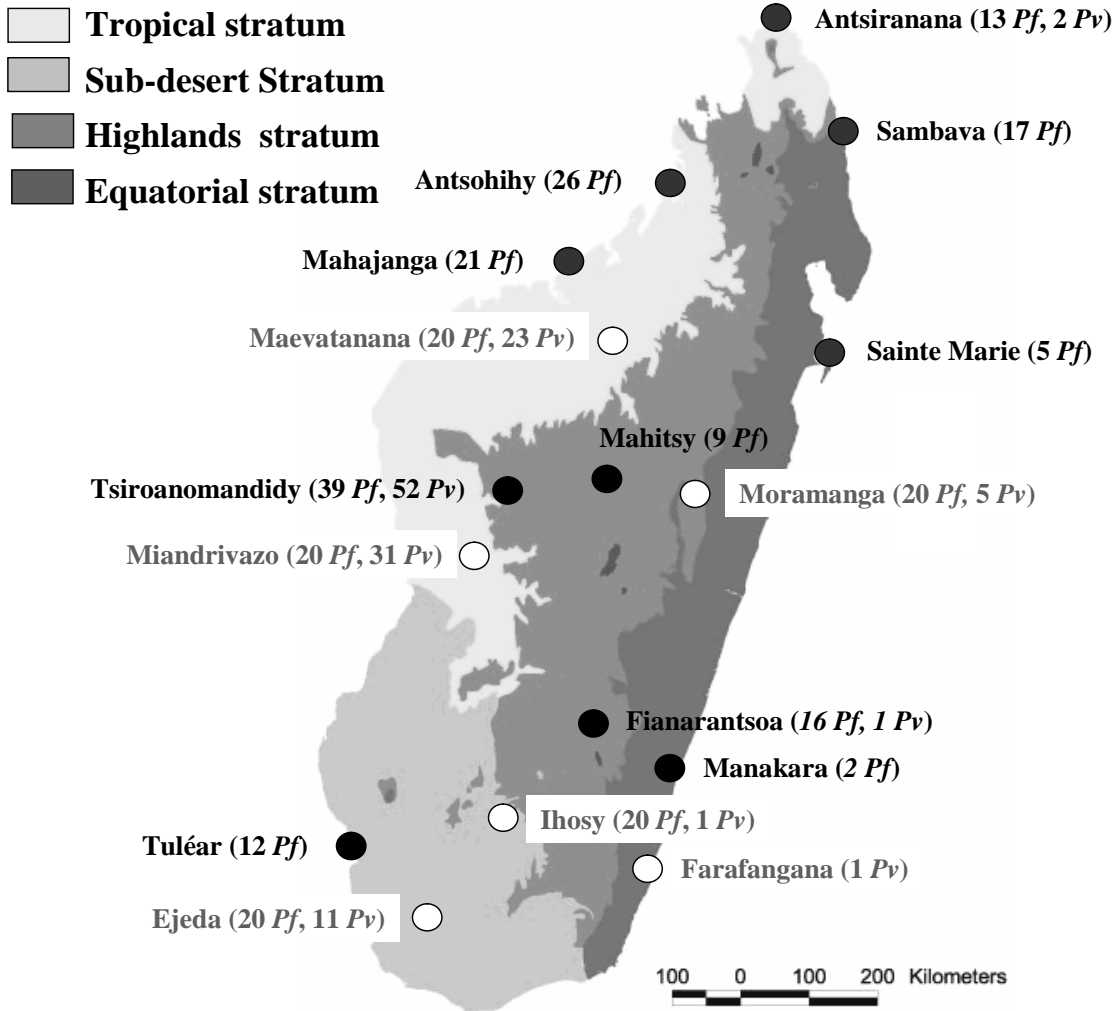 Tropical stratum
Sub-desert Stratum
Highlands stratum
Equatorial stratum
Antsiranana (13 Pf, 2 Pv)
Sambava (17 Pf)
Antsohihy (26 Pf)
Mahajanga (21 Pf)
Maevatanana (20 Pf, 23 Pv)
Sainte Marie (5 Pf)
Mahitsy (9 Pf)
Tsiroanomandidy (39 Pf, 52 Pv)
Moramanga (20 Pf, 5 Pv)
Miandrivazo (20 Pf, 31 Pv)
Fianarantsoa (16 Pf, 1 Pv)
Manakara (2 Pf)
Ihosy (20 Pf, 1 Pv)
Tuléar (12 Pf)
Farafangana (1 Pv)
Ejeda (20 Pf, 11 Pv)
100 0 100 200 Kilometers